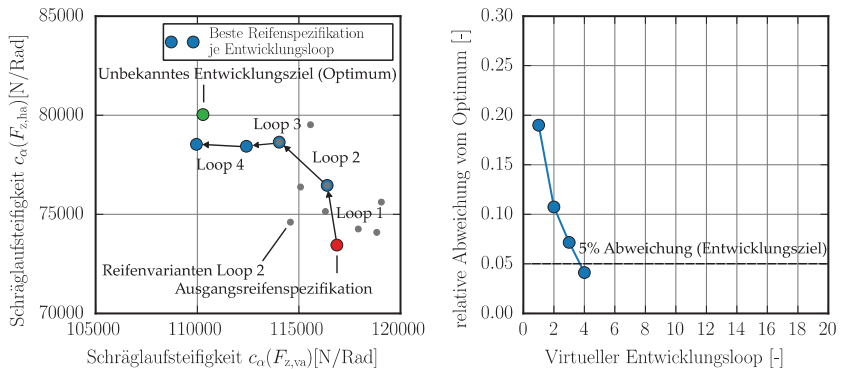 85000
80000
75000
70000
Schräglaufsteifigkeit cα(Fz,ha)[N/Rad]
Beste Reifenspezifikation
je Entwicklungsloop
Unbekanntes Entwicklungsziel (Optimum)
Loop 3
Loop 4
Loop 2
Loop 1
Reifenvarianten Loop 2
Ausgangsreifenspezifikation
105000 110000 115000 120000
Schräglaufsteifigkeit cα(Fz,va)[N/Rad]
0.30
0.25
0.20
0.15
0.10
0.05
0.00
relative Abweichung vom Optimum [-]
5% Abweichung (Entwicklungsziel)
0 2 4 6 8 10 12 14 16 18 20
Virtueller Entwicklungsloop [-]